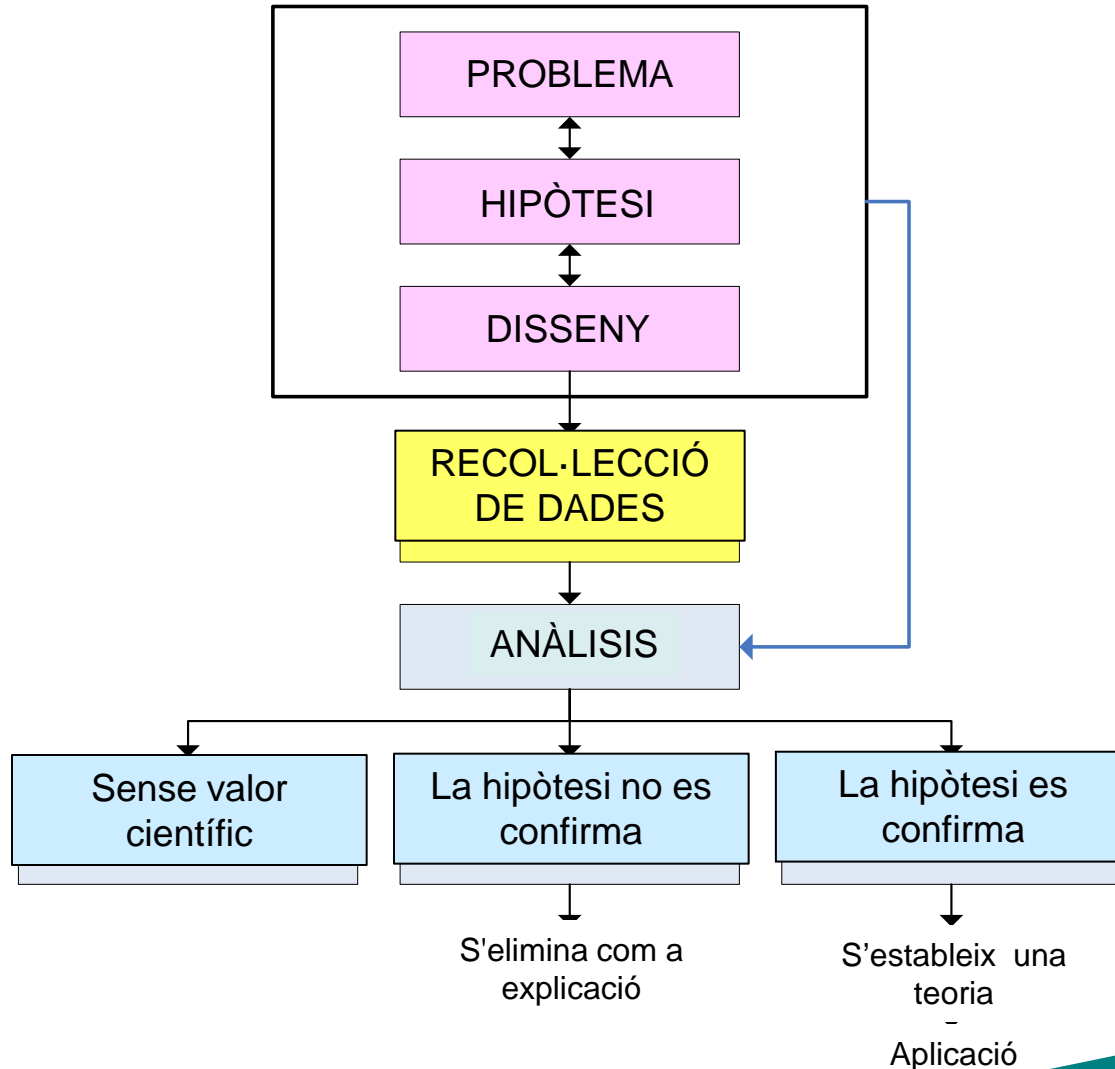 PROBLEMA
HIPÒTESI
DISSENY
RECOL·LECCIÓ
DE DADES
ANÀLISIS
Sense valor
científic
La hipòtesi no es
confirma
La hipòtesi es
confirma
S'elimina com a
explicació
S’estableix una
teoria
Aplicació